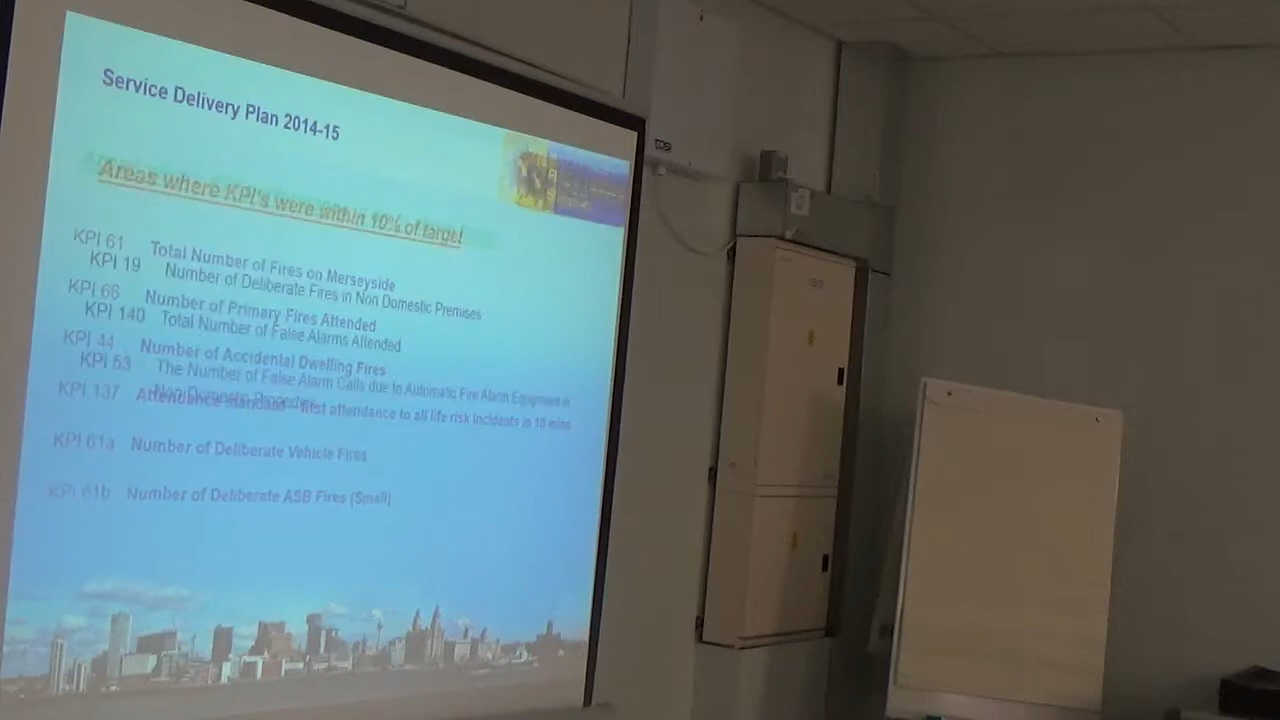 Service Delivery Plan 2014-15
Areas where KPI's were within 10% of target
KPI 61 Total Number of Fires on Merseyside
KPI 19 Number of Deliberate Fires in Non Domestic Premises
KPI 68 Number of Primary Fires Attended
KPI 140 Total Number of False Alarms Attended
KPI 44 Number of Accidental Dwelling Fires
KPI 53 The Number of False Alarm Calls due to Automatic Fire Alarm Equipment in
Non Domestic
KPI 137 Attendance standard - first attendance to all life risk incidents in 10 mins
KPI 61a Number of Deliberate Vehicle Fires
KPI 61b Number of Deliberate ASB Fires (Small)